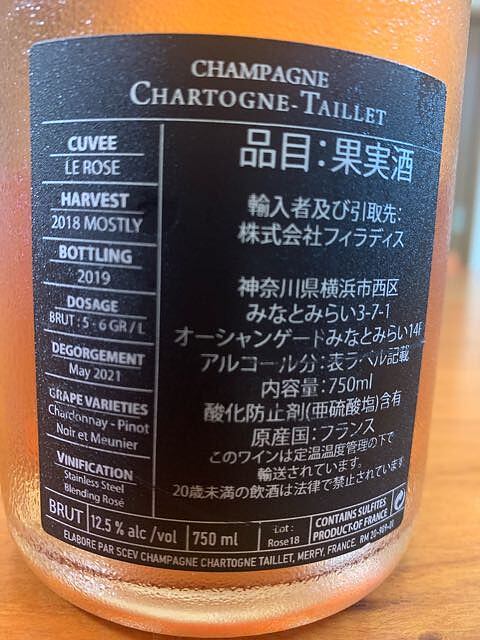 CHAMPAGNE
CHARTOGNE-TAILLET
CUVEE
LE ROSE
HARVEST
2018 MOSTLY
BOTTLING
2019
DOSAGE
BRUT : 5 - 6 GR / L
DEGORGEMENT
May 2021
GRAPE VARIETIES
Chardonnay - Pinot
Noir et Meunier
VINIFICATION
Stainless Steel
Blending Rosé
品目：果実酒
輸入者及び引取先：
株式会社フィラディス
神奈川県横浜市西区
みなとみらい3-7-1
オーシャンゲートみなとみらい14F
アルコール分：表ラベル記載
内容量：750ml
酸化防止剤(亜硫酸塩)含有
原産国：フランス
このワインは定温温度管理の下で
輸送されています。
20歳未満の飲酒は法律で禁止されています
BRUT
12.5 % alc /vol
750 ml
Lot :
Rose18
CONTAINS SULFITES
PRODUCT OF FRANCE
ELABORE PAR SCEV CHAMPAGNE CHARTOGNE TAILLET, MERFY, FRANCE. RM 20-909-01